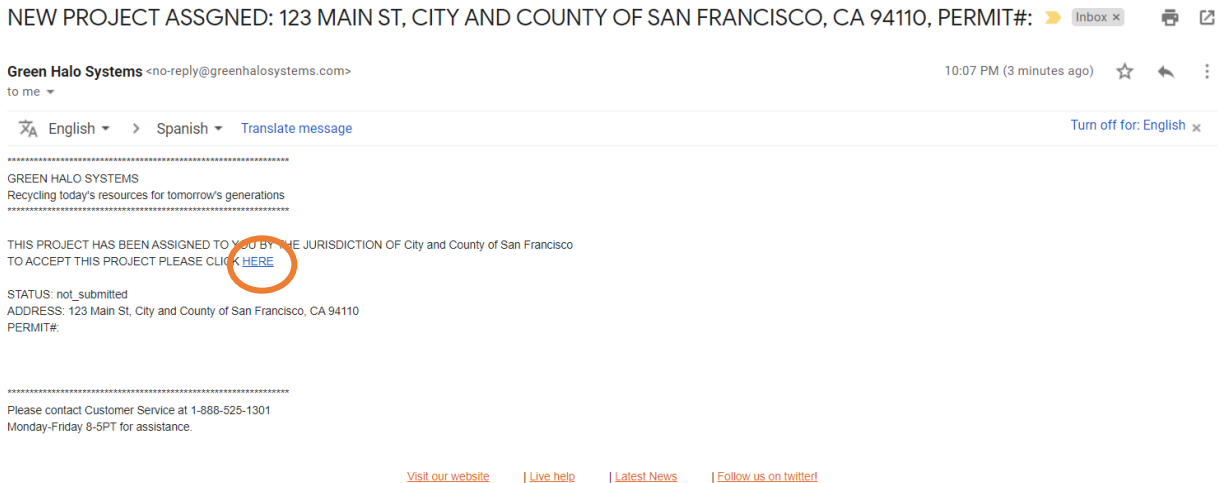 NEW PROJECT ASSGNED: 123 MAIN ST, CITY AND COUNTY OF SAN FRANCISCO, CA 94110, PERMIT#: Inbox ×
Green Halo Systems <no-reply@greenhalosystems.com> 10:07 PM (3 minutes ago)
to me
English > Spanish Translate message Turn off for: English ×
****************************************************************
GREEN HALO SYSTEMS
Recycling today's resources for tomorrow's generations
****************************************************************
THIS PROJECT HAS BEEN ASSIGNED TO YOU BY THE JURISDICTION OF City and County of San Francisco
TO ACCEPT THIS PROJECT PLEASE CLICK HERE
STATUS: not_submitted
ADDRESS: 123 Main St, City and County of San Francisco, CA 94110
PERMIT#:
****************************************************************
Please contact Customer Service at 1-888-525-1301
Monday-Friday 8-5PT for assistance.
Visit our website | Live help | Latest News | Follow us on twitter!